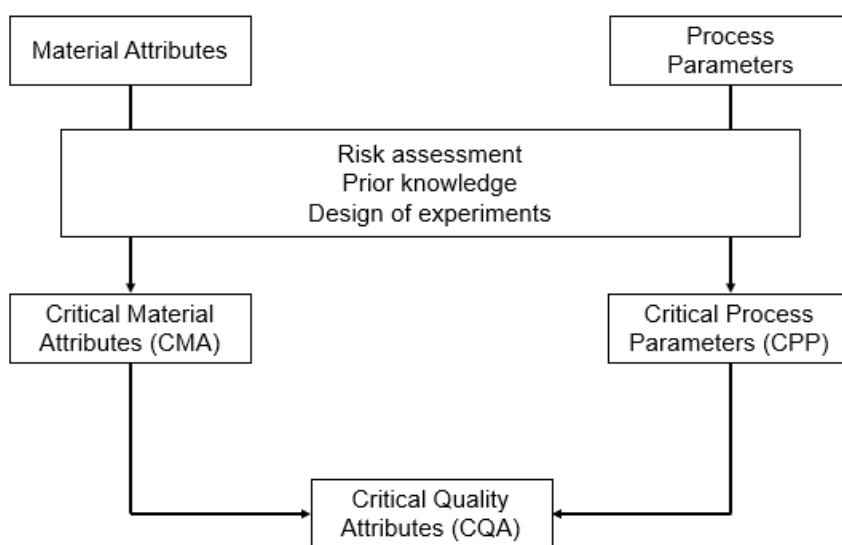 Material Attributes
Process
Parameters
Risk assessment
Prior knowledge
Design of experiments
Critical Material
Attributes (CMA)
Critical Process
Parameters (CPP)
Critical Quality
Attributes (CQA)